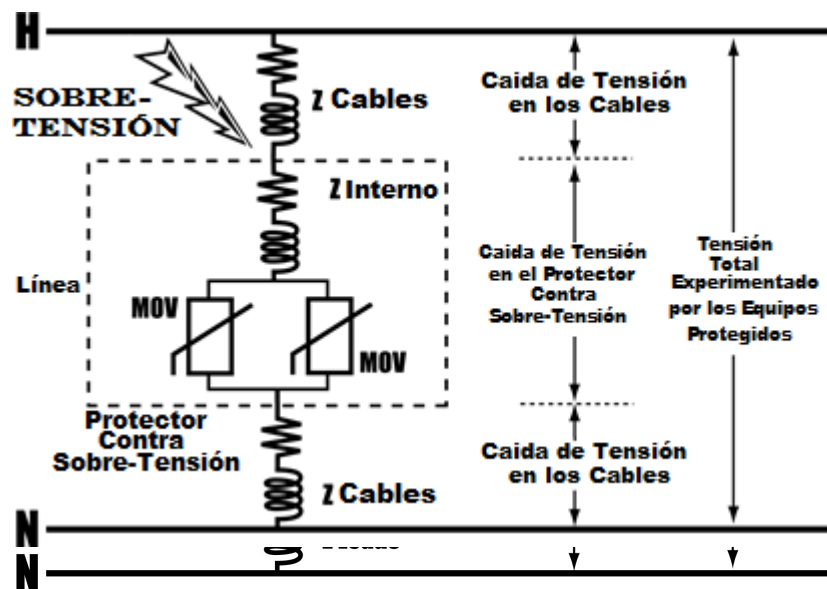 H
SOBRE-
TENSIÓN
Z Cables
Z Interno
Línea
MOV
MOV
Protector
Contra
Sobre-Tensión
Z Cables
N
N
Caida de Tensión
en los Cables
Caida de Tensión
en el Protector
Contra
Sobre-Tensión
Caida de Tensión
en los Cables
Tensión
Total
Experimentado
por los Equipos
Protegidos